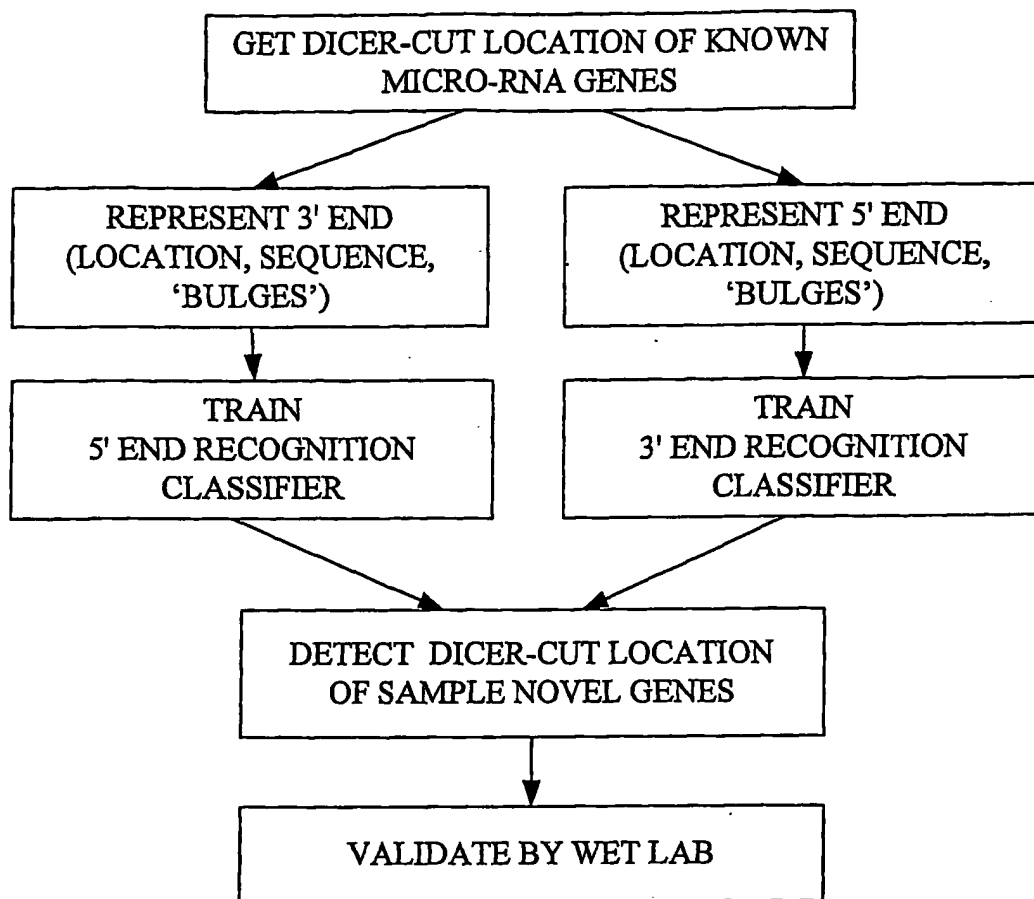 GET DICER-CUT LOCATION OF KNOWN
MICRO-RNA GENES
REPRESENT 3' END
(LOCATION, SEQUENCE,
‘BULGES’)
REPRESENT 5' END
(LOCATION, SEQUENCE,
‘BULGES’)
TRAIN
5' END RECOGNITION
CLASSIFIER
TRAIN
3' END RECOGNITION
CLASSIFIER
DETECT DICER-CUT LOCATION
OF SAMPLE NOVEL GENES
VALIDATE BY WET LAB